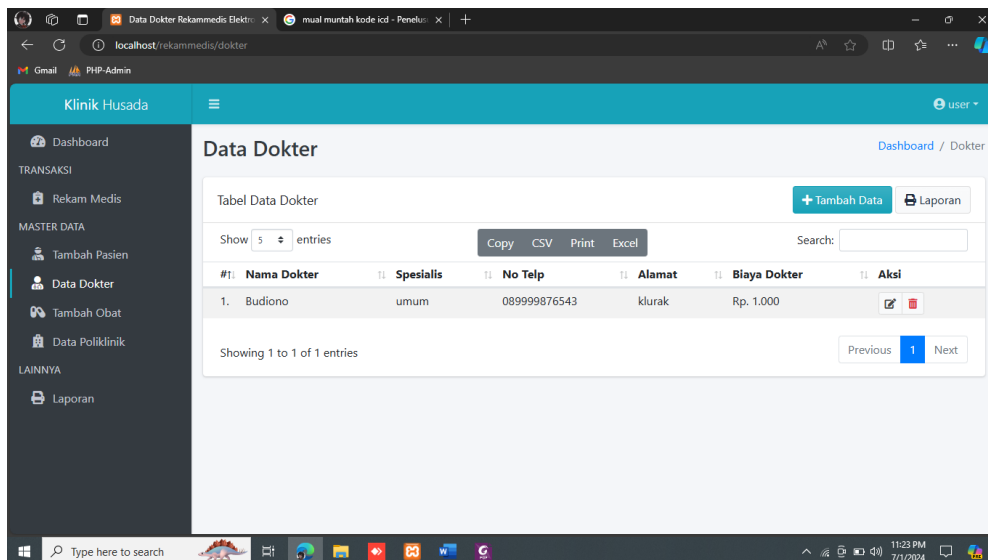 Data Dokter Rekammedis Elektro
mual muntah kode icd - Penelus
localhost/rekammedis/dokter
Gmail PHP-Admin
Klinik Husada
user
Dashboard
TRANSAKSI
Rekam Medis
MASTER DATA
Tambah Pasien
Data Dokter
Tambah Obat
Data Poliklinik
LAINNYA
Laporan
Data Dokter
Dashboard / Dokter
Tabel Data Dokter
+ Tambah Data Laporan
Show 5 entries
Copy CSV Print Excel
Search:
# Nama Dokter Spesialis No Telp Alamat Biaya Dokter Aksi
1. Budiono umum 089999876543 klurak Rp. 1.000
Showing 1 to 1 of 1 entries
Previous 1 Next
Type here to search
11:23 PM
7/1/2024